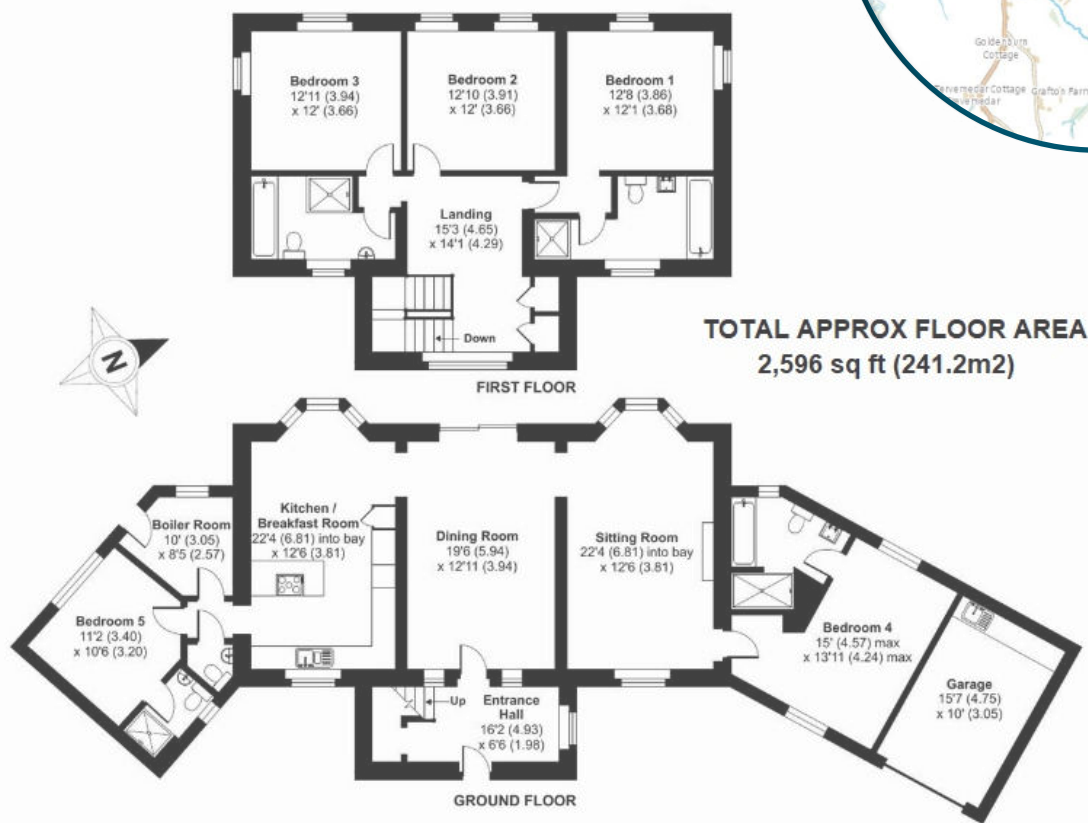 Goldenburn
Cottage
Grafton Farm
Bedroom 3
12'11 (3.94)
x 12' (3.66)
Bedroom 2
12'10 (3.91)
x 12' (3.66)
Bedroom 1
12'8 (3.86)
x 12'1 (3.68)
Landing
15'3 (4.65)
x 14'1 (4.29)
Down
FIRST FLOOR
N
TOTAL APPROX FLOOR AREA
2,596 sq ft (241.2m2)
Boiler Room
10' (3.05)
x 8'5 (2.57)
Kitchen /
Breakfast Room
22'4 (6.81) into bay
x 12'6 (3.81)
Dining Room
19'6 (5.94)
x 12'11 (3.94)
Sitting Room
22'4 (6.81) into bay
x 12'6 (3.81)
Bedroom 5
11'2 (3.40)
x 10'6 (3.20)
Bedroom 4
15' (4.57) max
x 13'11 (4.24) max
Garage
15'7 (4.75)
x 10' (3.05)
Up
Entrance
Hall
16'2 (4.93)
x 6'6 (1.98)
GROUND FLOOR